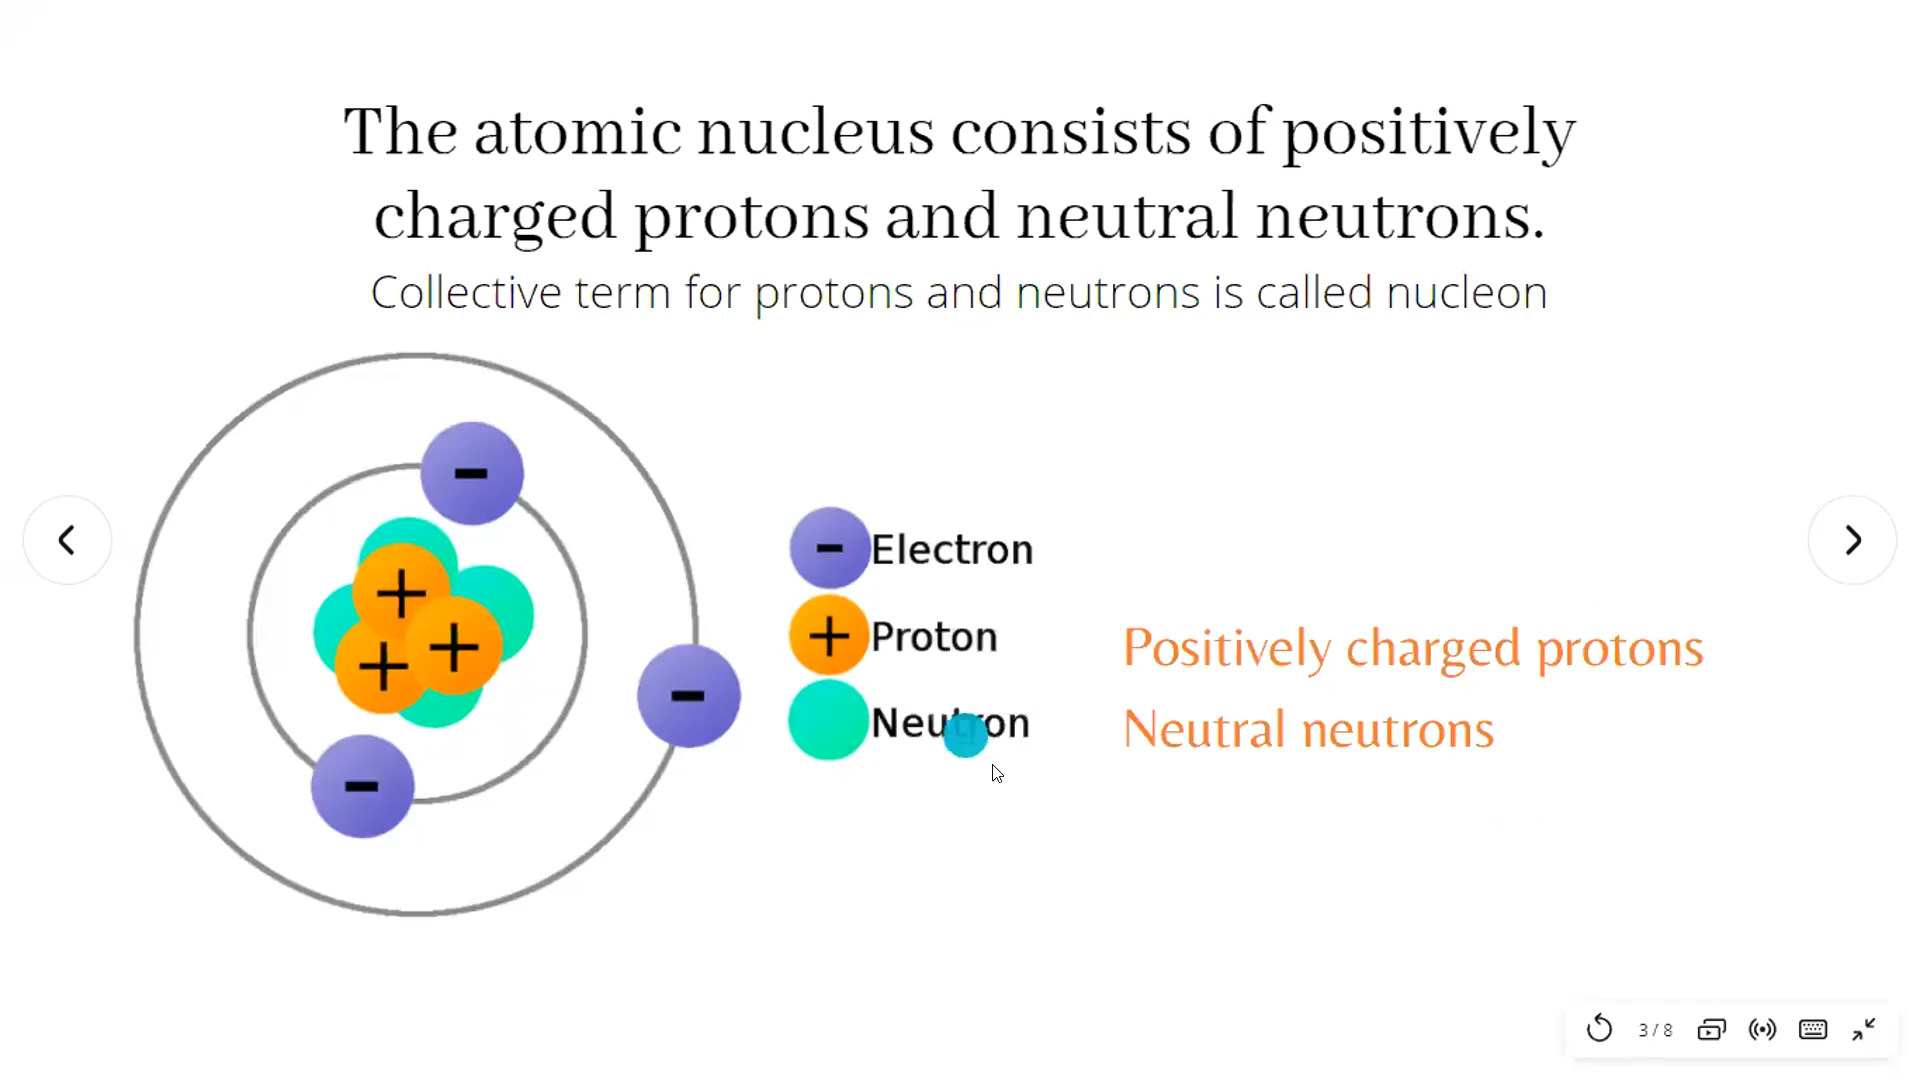 The atomic nucleus consists of positively
charged protons and neutral neutrons.
Collective term for protons and neutrons is called nucleon
Electron
Proton
Neutron
Positively charged protons
Neutral neutrons
3 / 8